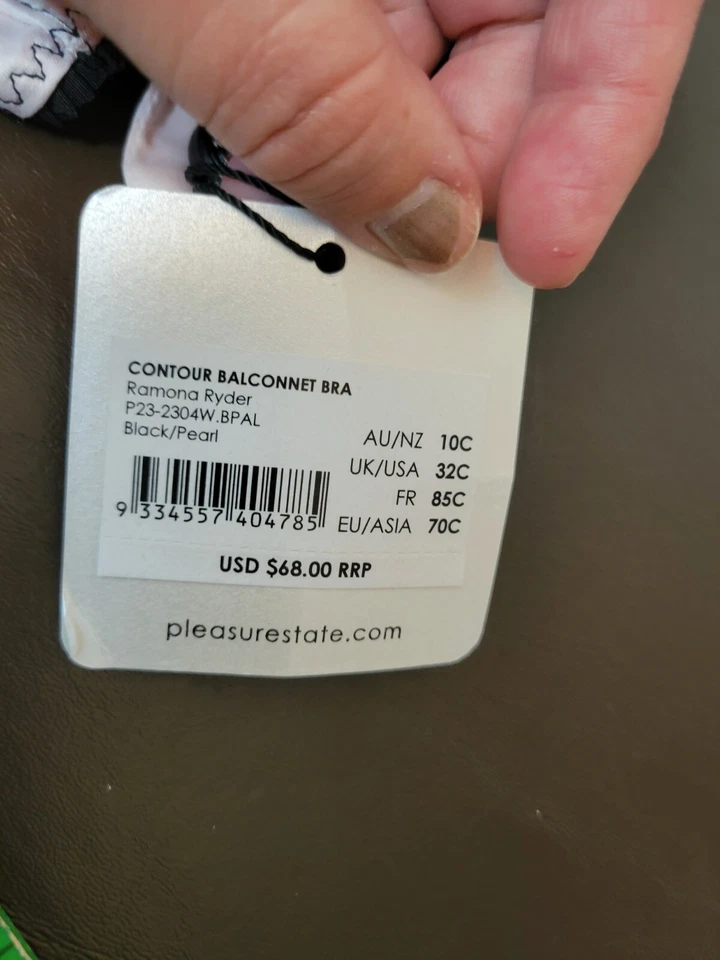 CONTOUR BALCONNET BRA
Ramona Ryder
P23-2304W.BPAL
Black/Pearl
AU/NZ 10C
UK/USA 32C
FR 85C
EU/ASIA 70C
9 334557 404785
USD $68.00 RRP
pleasurestate.com